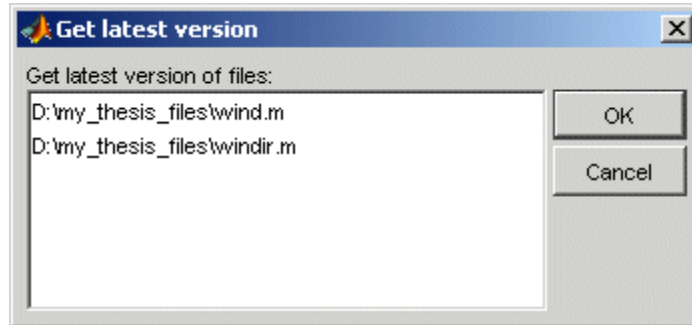 Get latest version
Get latest version of files:
D:\my_thesis_files\wind.m
D:\my_thesis_files\windir.m
OK
Cancel